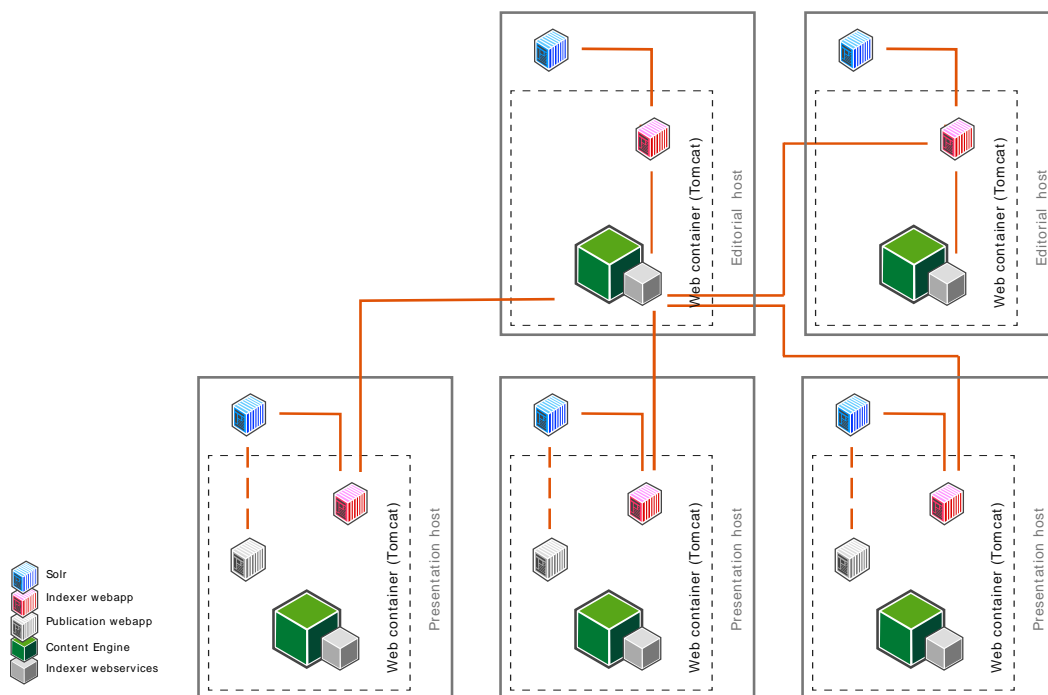 Web container (Tomcat)
Editorial host
Web container (Tomcat)
Editorial host
Web container (Tomcat)
Presentation host
Web container (Tomcat)
Presentation host
Web container (Tomcat)
Presentation host
Solr
Indexer webapp
Publication webapp
Content Engine
Indexer webservices